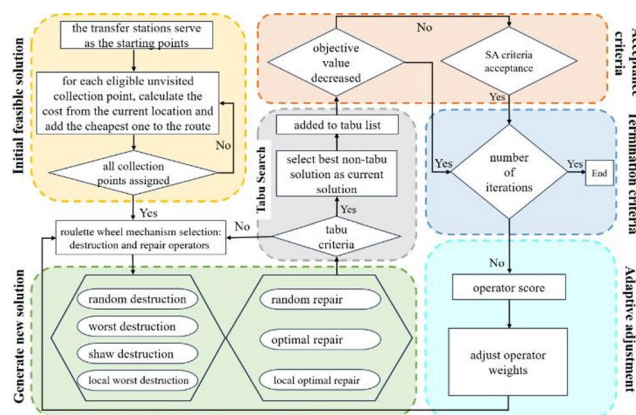 Initial feasible solution
the transfer stations serve
as the starting points
for each eligible unvisited
collection point, calculate the
cost from the current location and
add the cheapest one to the route
No
all collection
points assigned
Yes
roulette wheel mechanism selection:
destruction and repair operators
Generate new solution
random destruction
worst destruction
shaw destruction
local worst destruction
random repair
optimal repair
local optimal repair
Tabu Search
tabu
criteria
No
Yes
select best non-tabu
solution as current
solution
added to tabu list
criteria
objective
value
decreased
No
Yes
SA criteria
acceptance
Yes
Termination criteria
number
of
iterations
Yes
End
No
Adaptive adjustment
operator score
adjust operator
weights